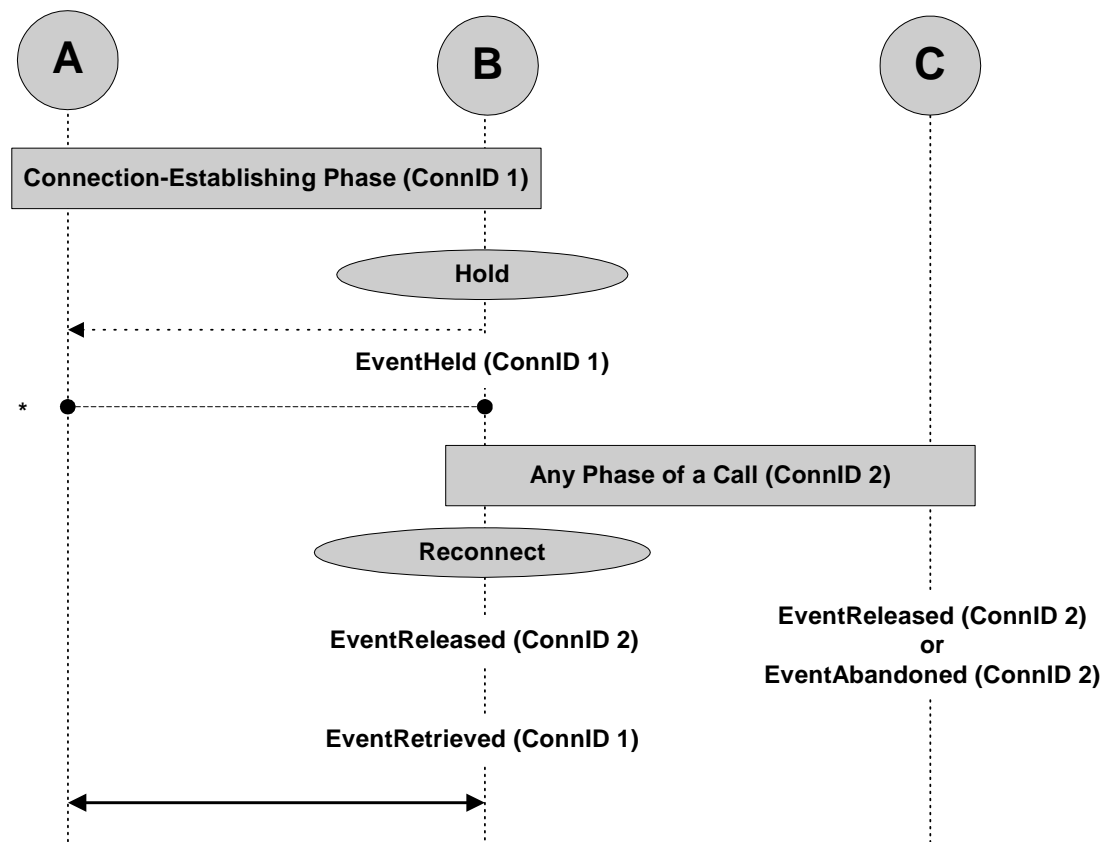 A
B
C
Connection-Establishing Phase (ConnID 1)
Hold
EventHeld (ConnID 1)
*
Any Phase of a Call (ConnID 2)
Reconnect
EventReleased (ConnID 2)
EventReleased (ConnID 2)
or
EventAbandoned (ConnID 2)
EventRetrieved (ConnID 1)